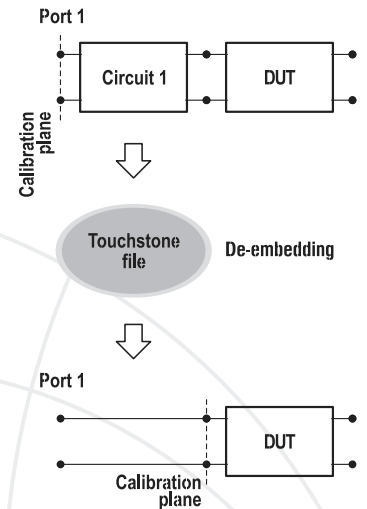 Port 1
Circuit 1
DUT
Calibration
plane
Touchstone
file
De-embedding
Port 1
DUT
Calibration
plane